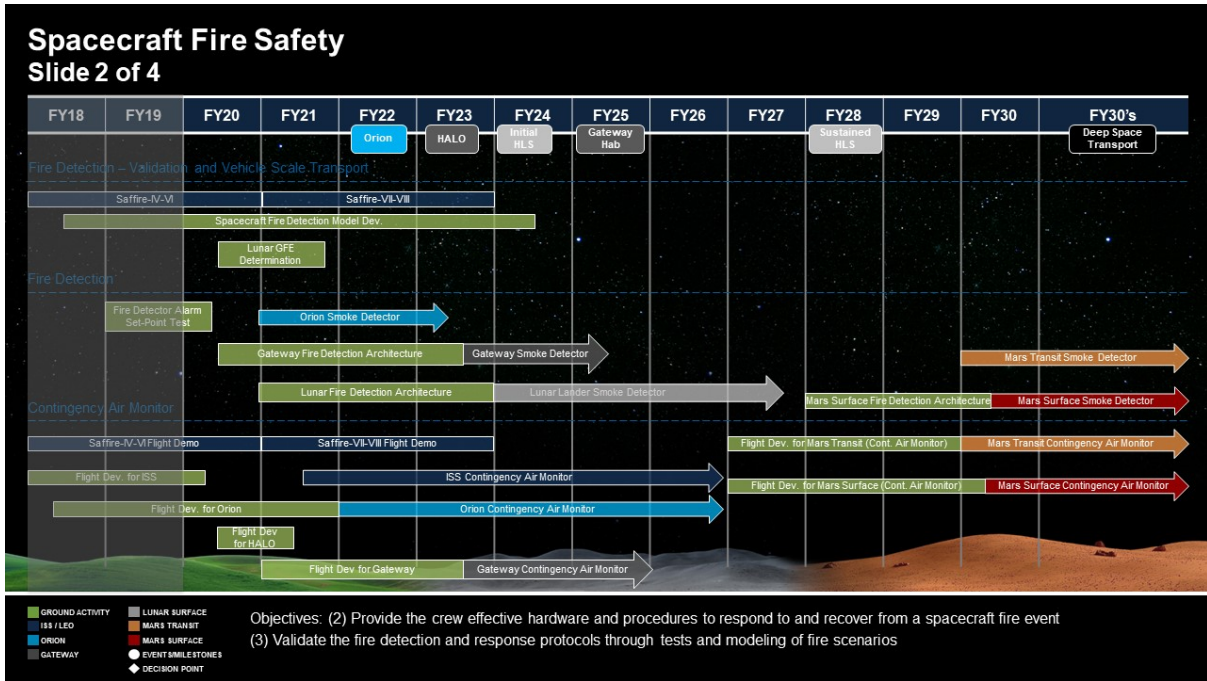 Spacecraft Fire Safety
Slide 2 of 4
FY18 FY19 FY20 FY21 FY22 FY23 FY24 FY25 FY26 FY27 FY28 FY29 FY30 FY30's
Orion
HALO
Initial
HLS
Gateway
Hab
Sustained
HLS
Deep Space
Transport
Fire Detection – Validation and Vehicle Scale Transport
Saffire-IV-VI
Saffire-VII-VIII
Spacecraft Fire Detection Model Dev.
Lunar GFE
Determination
Fire Detection
Fire Detector Alarm
Set-Point Test
Orion Smoke Detector
Gateway Fire Detection Architecture
Gateway Smoke Detector
Mars Transit Smoke Detector
Lunar Fire Detection Architecture
Lunar Lander Smoke Detector
Mars Surface Fire Detection Architecture
Mars Surface Smoke Detector
Contingency Air Monitor
Saffire-IV-VI Flight Demo
Saffire-VII-VIII Flight Demo
Flight Dev. for Mars Transit (Cont. Air Monitor)
Mars Transit Contingency Air Monitor
Flight Dev. for ISS
ISS Contingency Air Monitor
Flight Dev. for Mars Surface (Cont. Air Monitor)
Mars Surface Contingency Air Monitor
Flight Dev. for Orion
Orion Contingency Air Monitor
Flight Dev
for HALO
Flight Dev for Gateway
Gateway Contingency Air Monitor
GROUND ACTIVITY
ISS / LEO
ORION
GATEWAY
LUNAR SURFACE
MARS TRANSIT
MARS SURFACE
EVENTS/MILESTONES
DECISION POINT
Objectives: (2) Provide the crew effective hardware and procedures to respond to and recover from a spacecraft fire event
(3) Validate the fire detection and response protocols through tests and modeling of fire scenarios